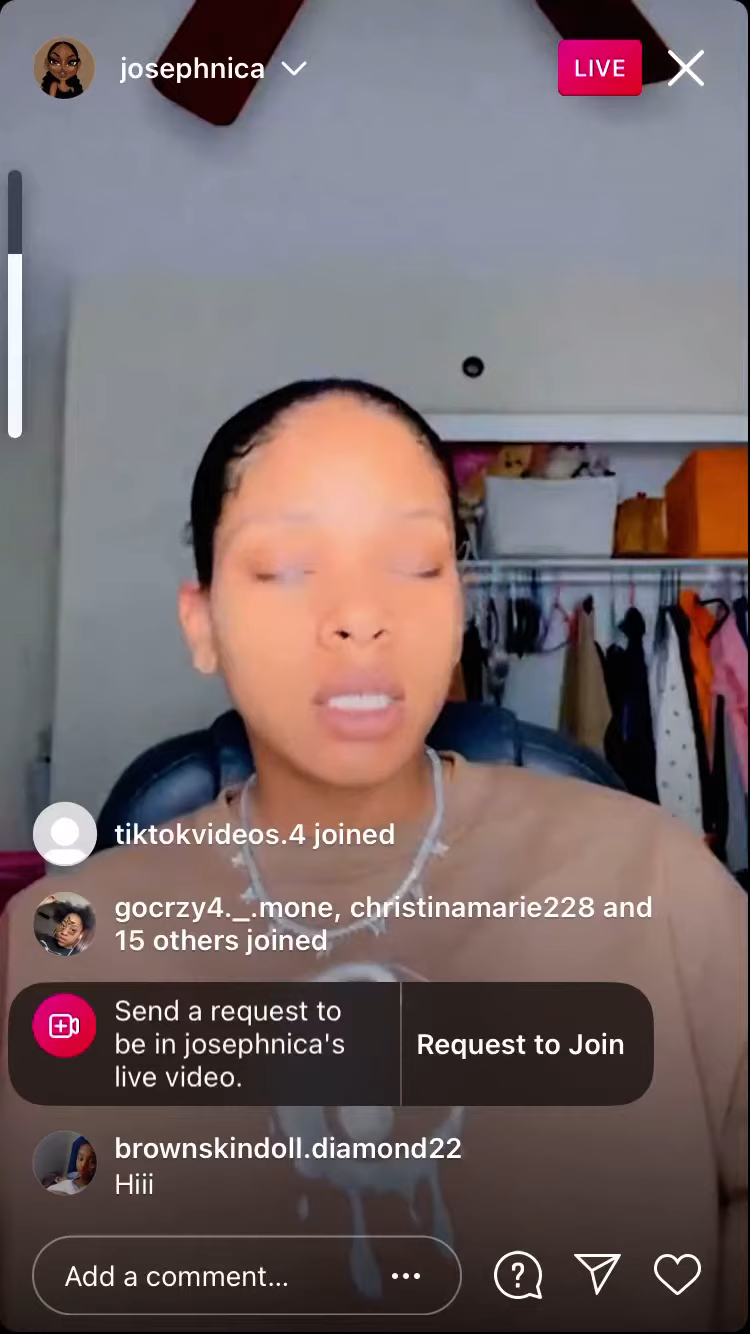 josephnica
LIVE
tiktokvideos.4 joined
gocrzy4._.mone, christinamarie228 and
15 others joined
Send a request to
be in josephnica's
live video.
Request to Join
brownskindoll.diamond22
Hiii
Add a comment...